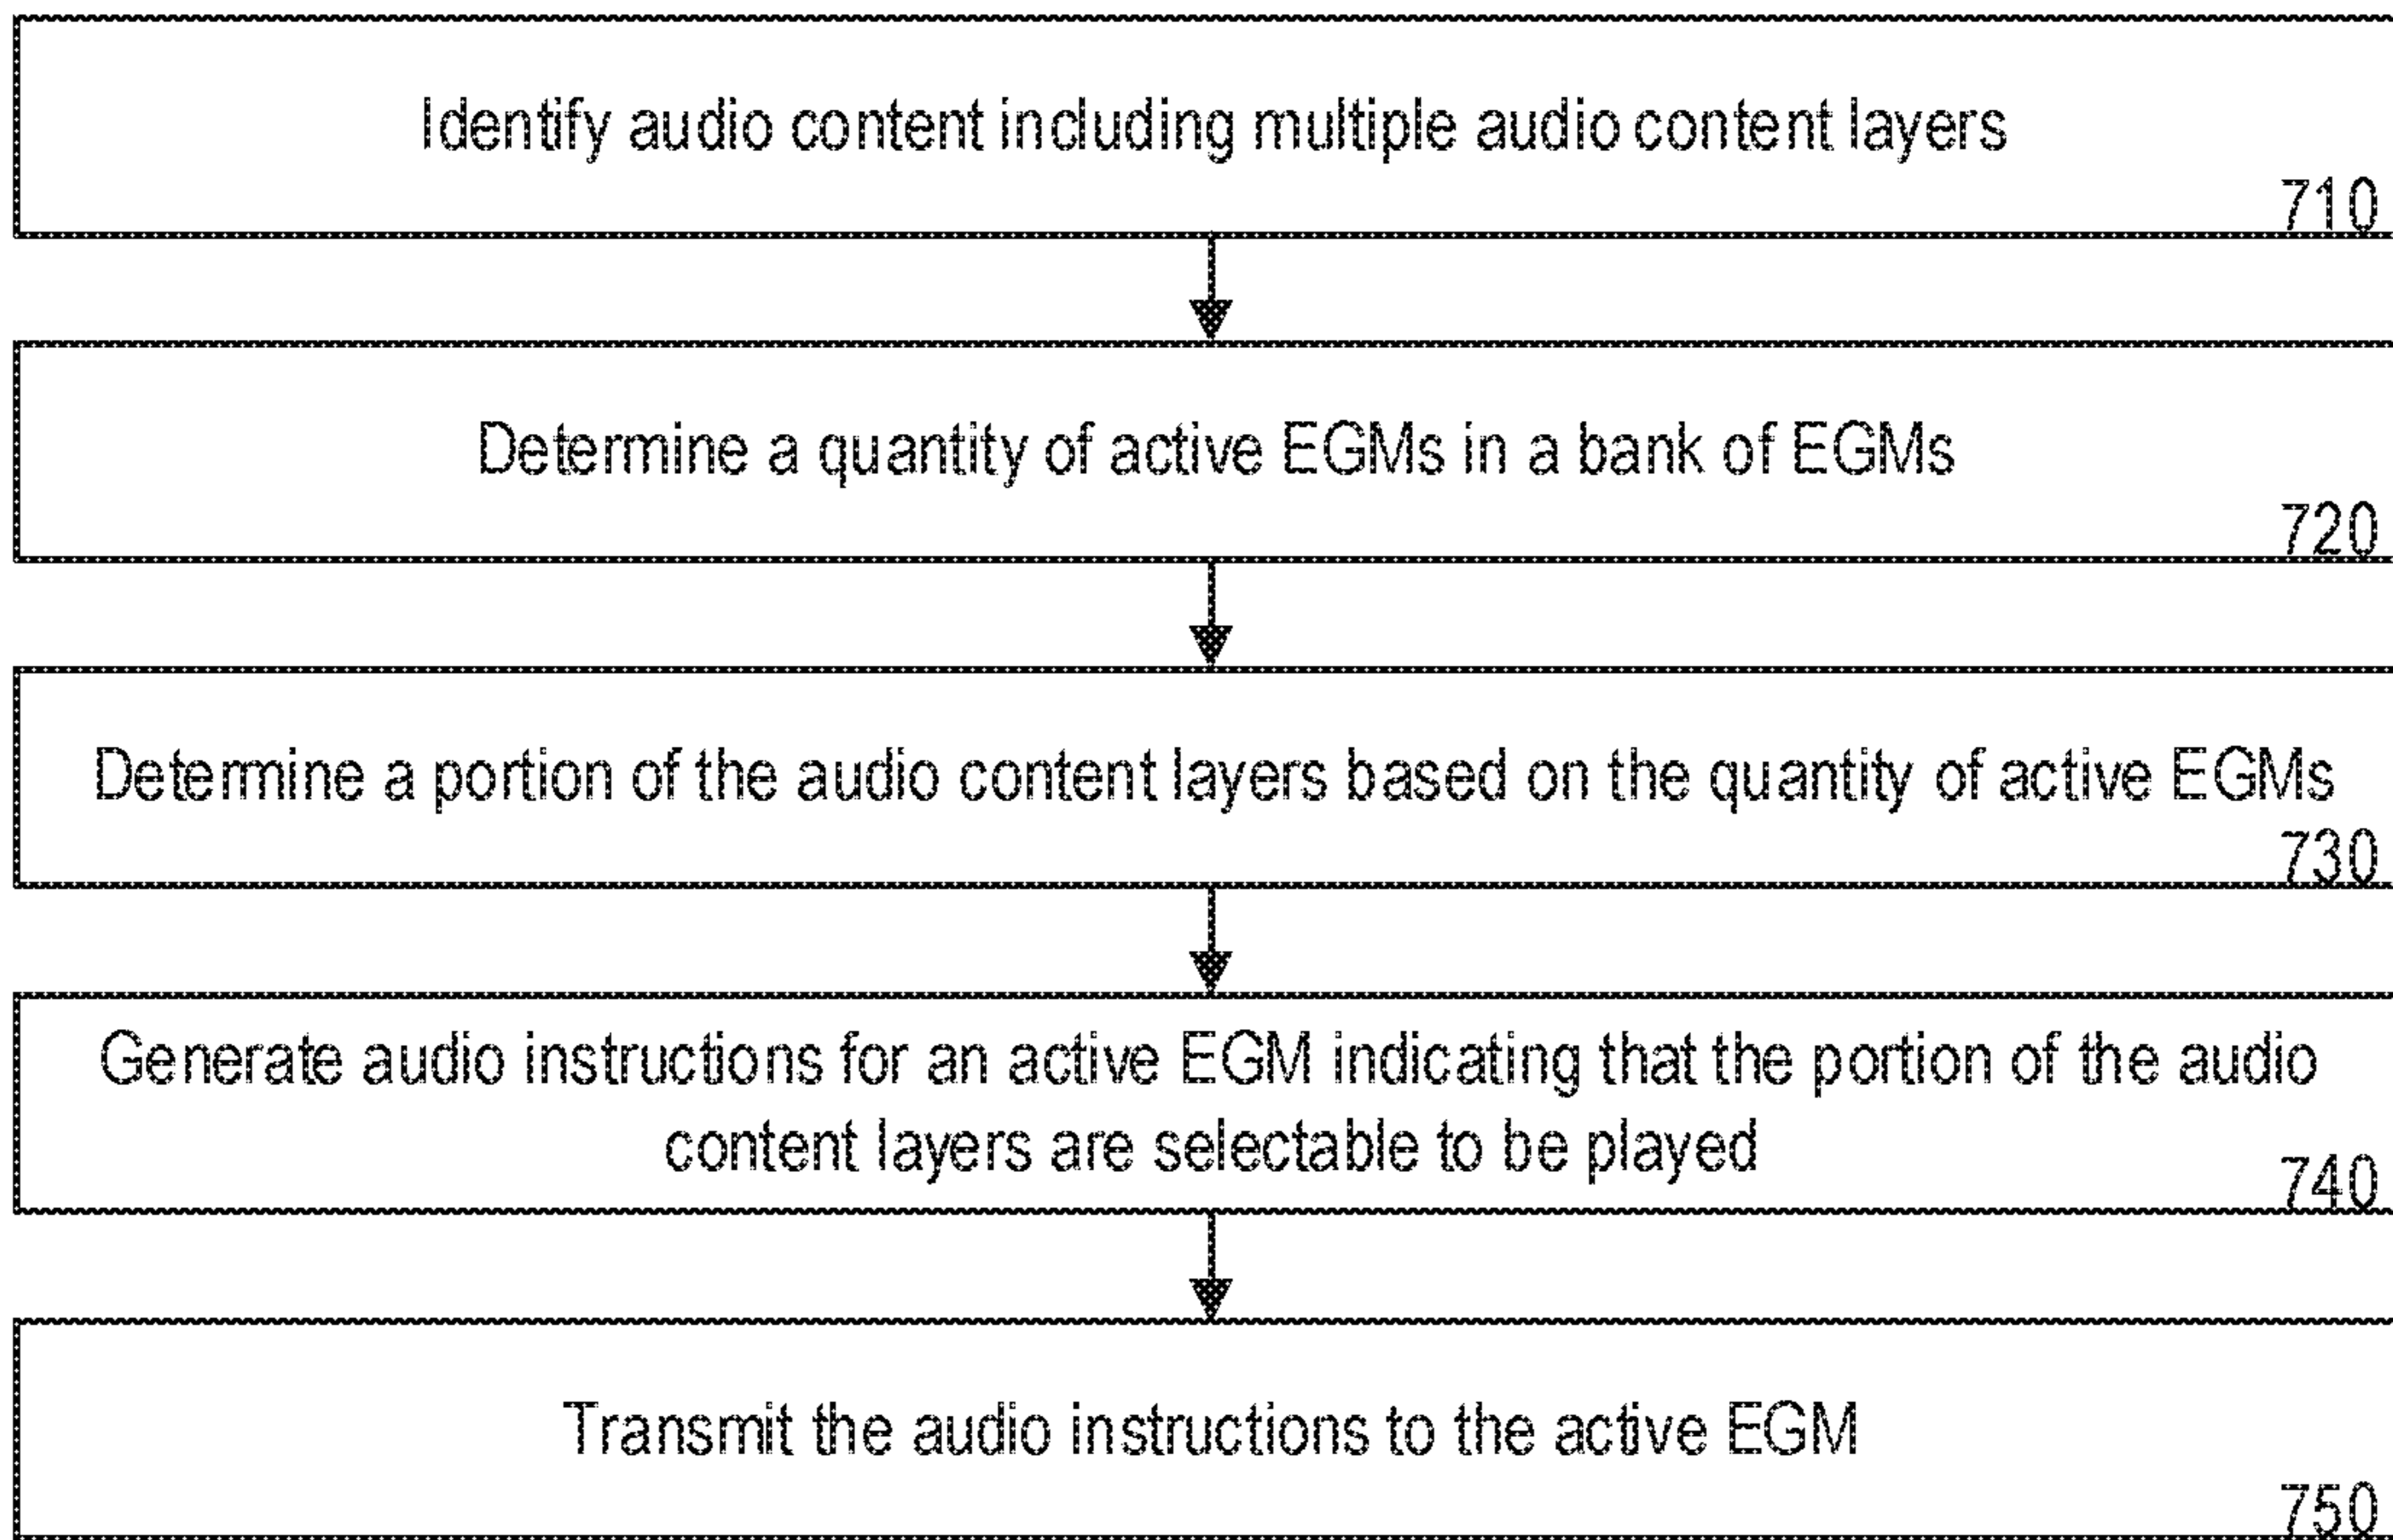 Identify audio content including multiple audio content layers
710
Determine a quantity of active EGMs in a bank of EGMs
720
Determine a portion of the audio content layers based on the quantity of active EGMs
730
Generate audio instructions for an active EGM indicating that the portion of the audio
content layers are selectable to be played
740
Transmit the audio instructions to the active EGM
750